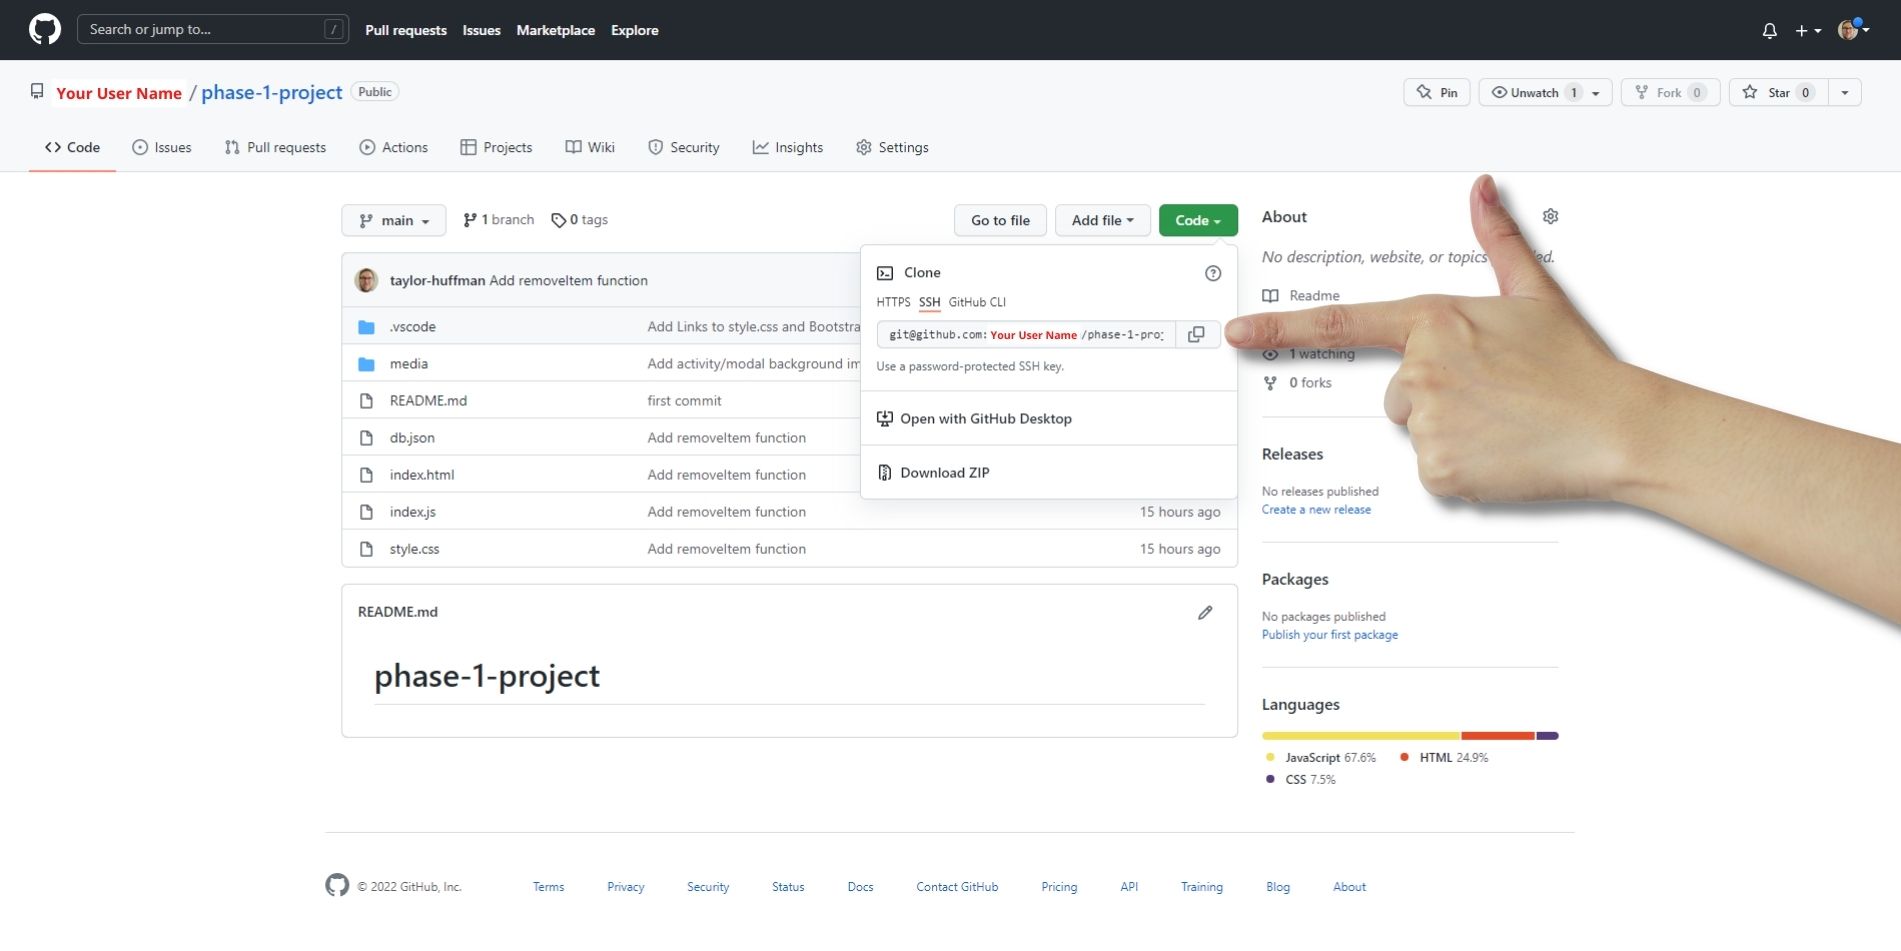 Search or jump to... /
Pull requests Issues Marketplace Explore
Your User Name / phase-1-project Public
Pin Unwatch 1 Fork 0 Star 0
Code Issues Pull requests Actions Projects Wiki Security Insights Settings
main 1 branch 0 tags
Go to file Add file Code
taylor-huffman Add removeItem function
.vscode Add Links to style.css and Bootstra
media Add activity/modal background im
README.md first commit
db.json Add removeItem function
index.html Add removeItem function
index.js Add removeItem function 15 hours ago
style.css Add removeItem function 15 hours ago
Clone
HTTPS SSH GitHub CLI
git@github.com: Your User Name /phase-1-pro
Use a password-protected SSH key.
Open with GitHub Desktop
Download ZIP
README.md
phase-1-project
About
No description, website, or topics
Readme
1 watching
0 forks
Releases
No releases published
Create a new release
Packages
No packages published
Publish your first package
Languages
JavaScript 67.6% HTML 24.9%
CSS 7.5%
© 2022 GitHub, Inc. Terms Privacy Security Status Docs Contact GitHub Pricing API Training Blog About